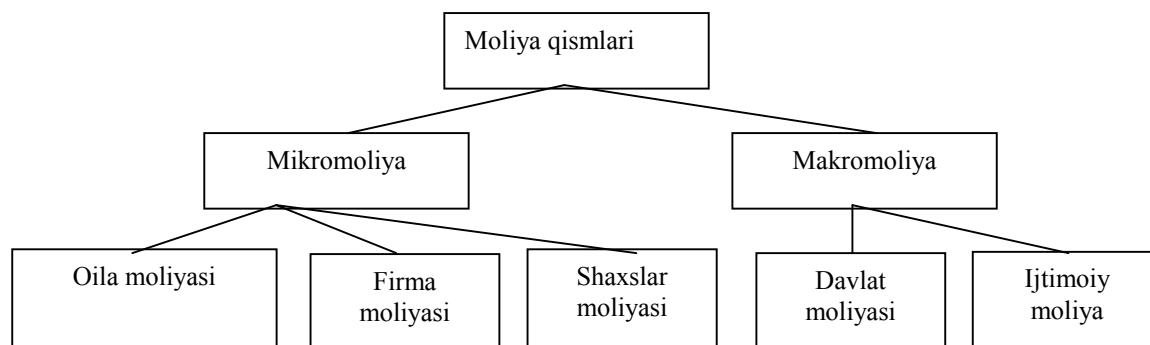 Moliya qismlari
Mikromoliya
Makromoliya
Oila moliyasi
Firma
moliyasi
Shaxslar
moliyasi
Davlat
moliyasi
Ijtimoiy
moliya